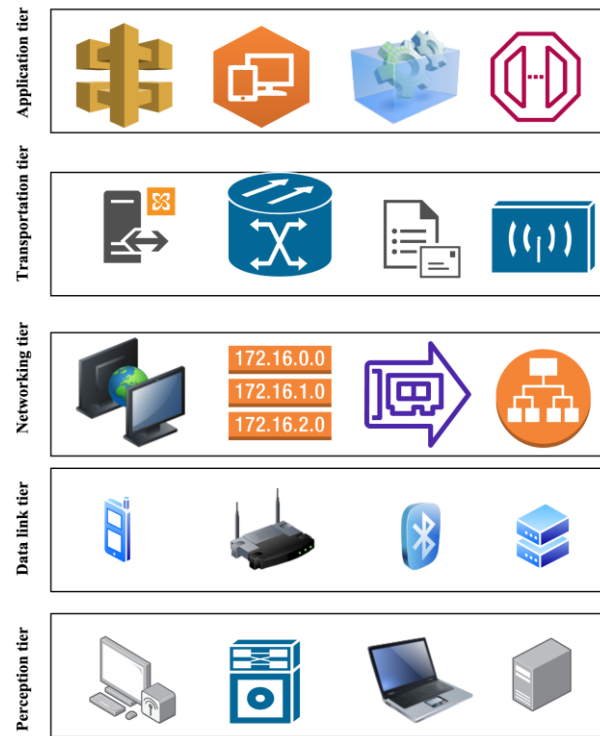 Application tier
Transportation tier
Networking tier
172.16.0.0
172.16.1.0
172.16.2.0
Data link tier
Perception tier